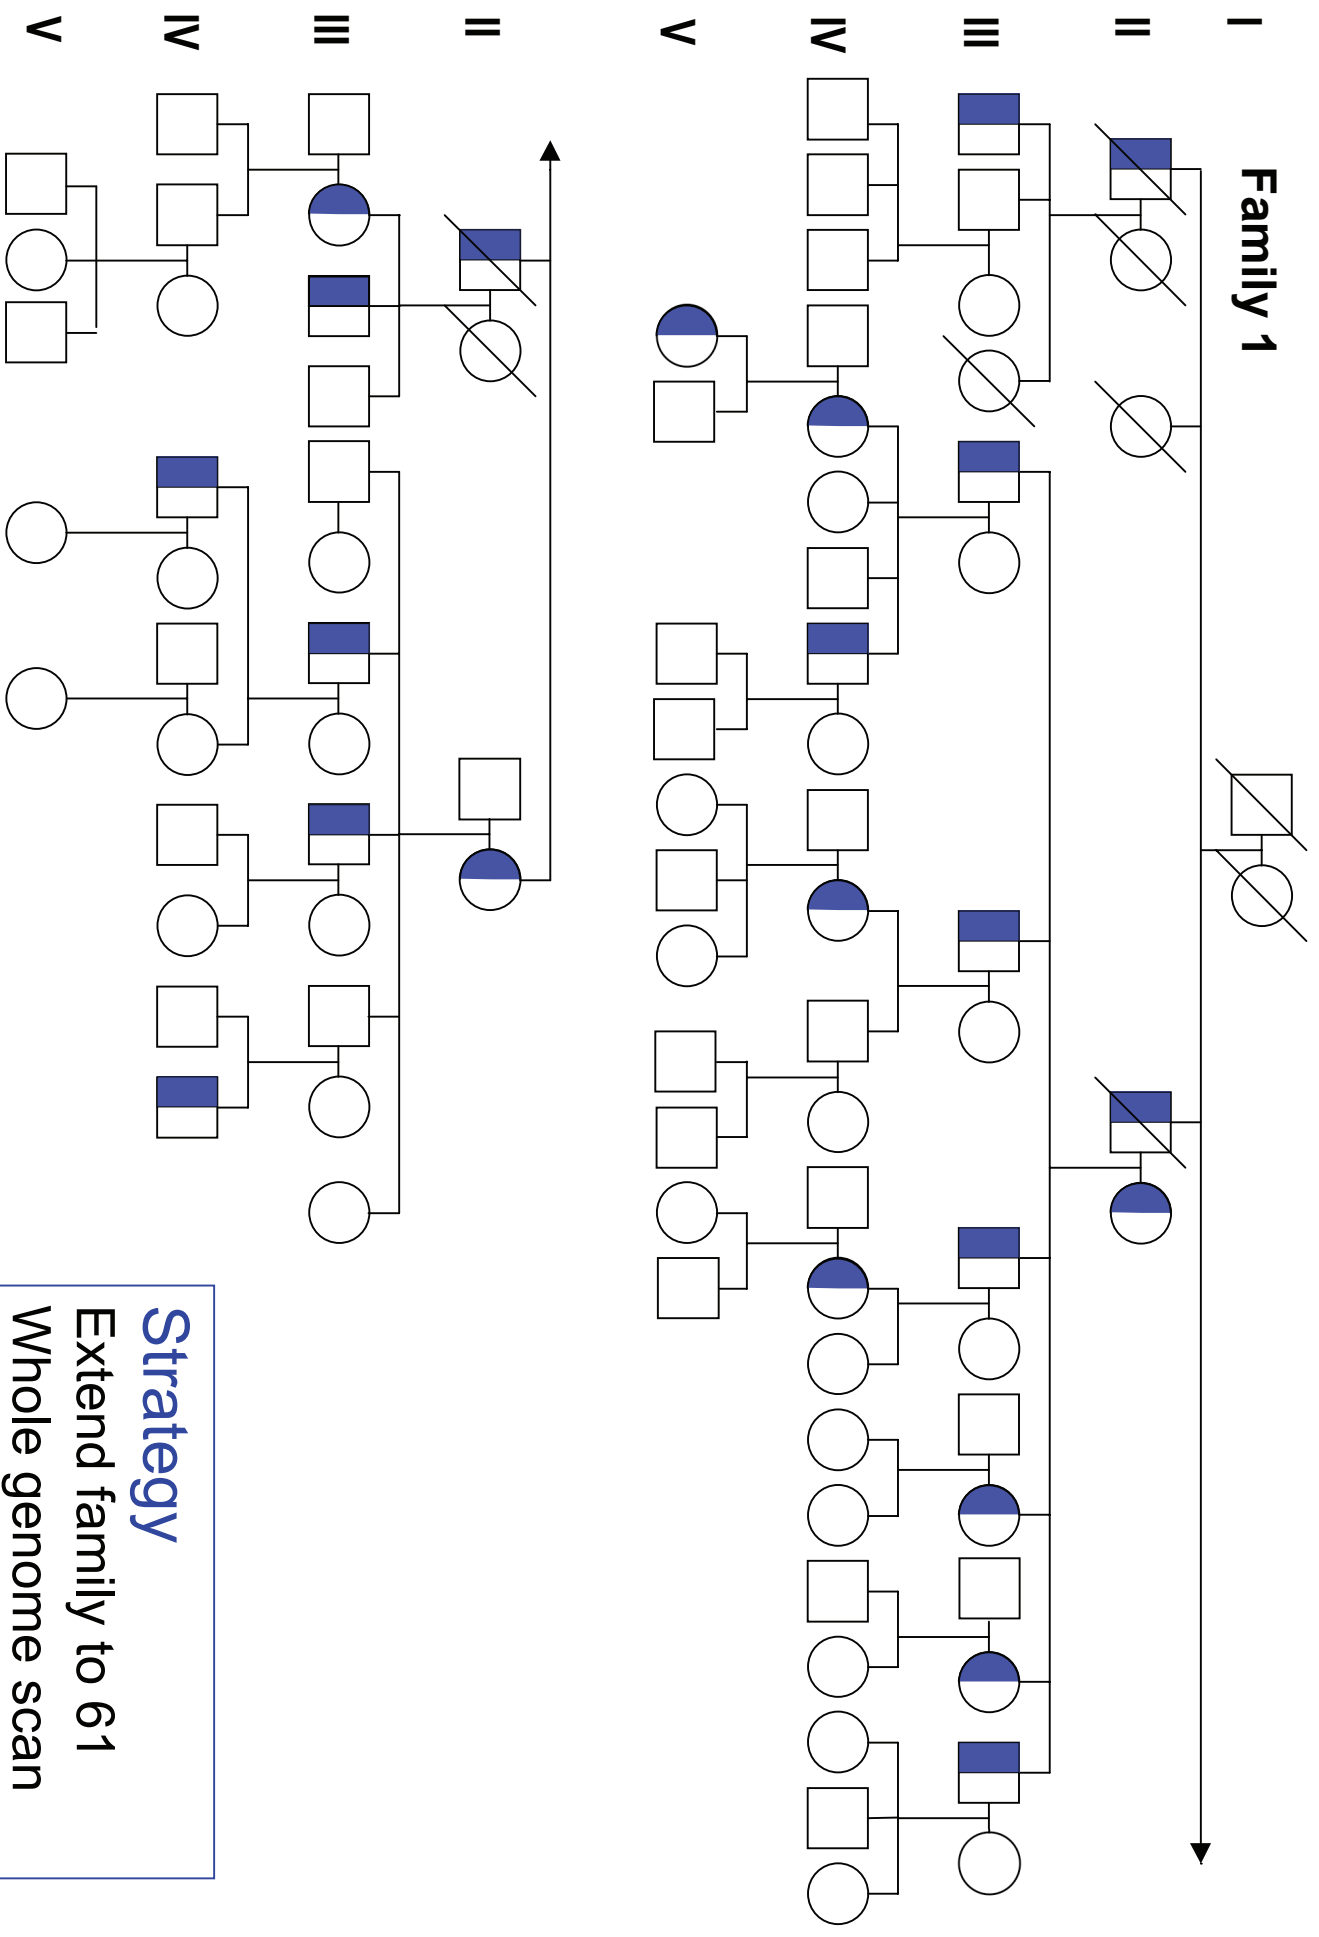 Family 1
I
II
III
IV
V
II
III
IV
V
Strategy
Extend family to 61
Whole genome scan